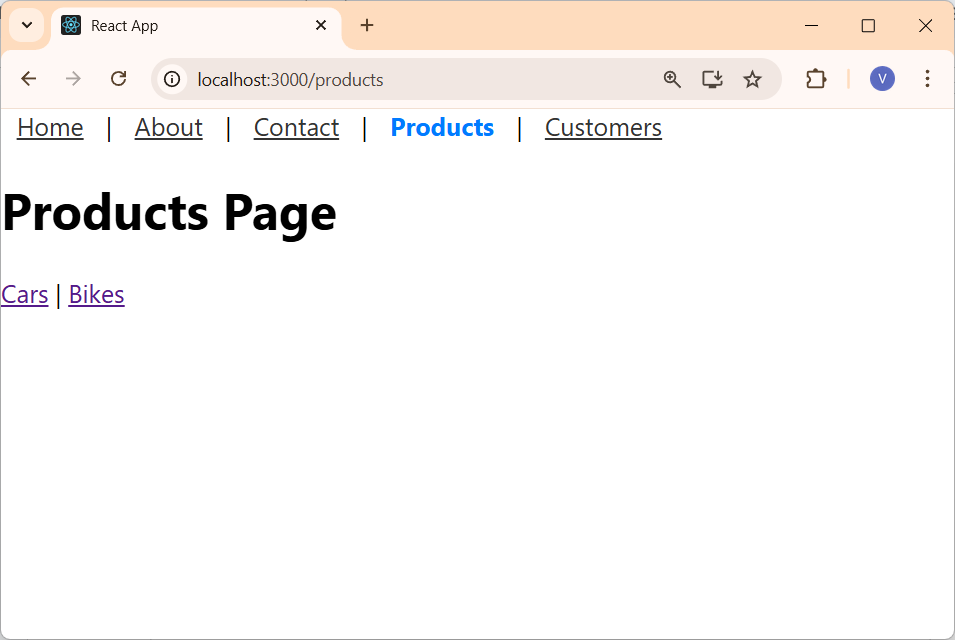 React App
localhost:3000/products
V
Home | About | Contact | Products | Customers
Products Page
Cars | Bikes